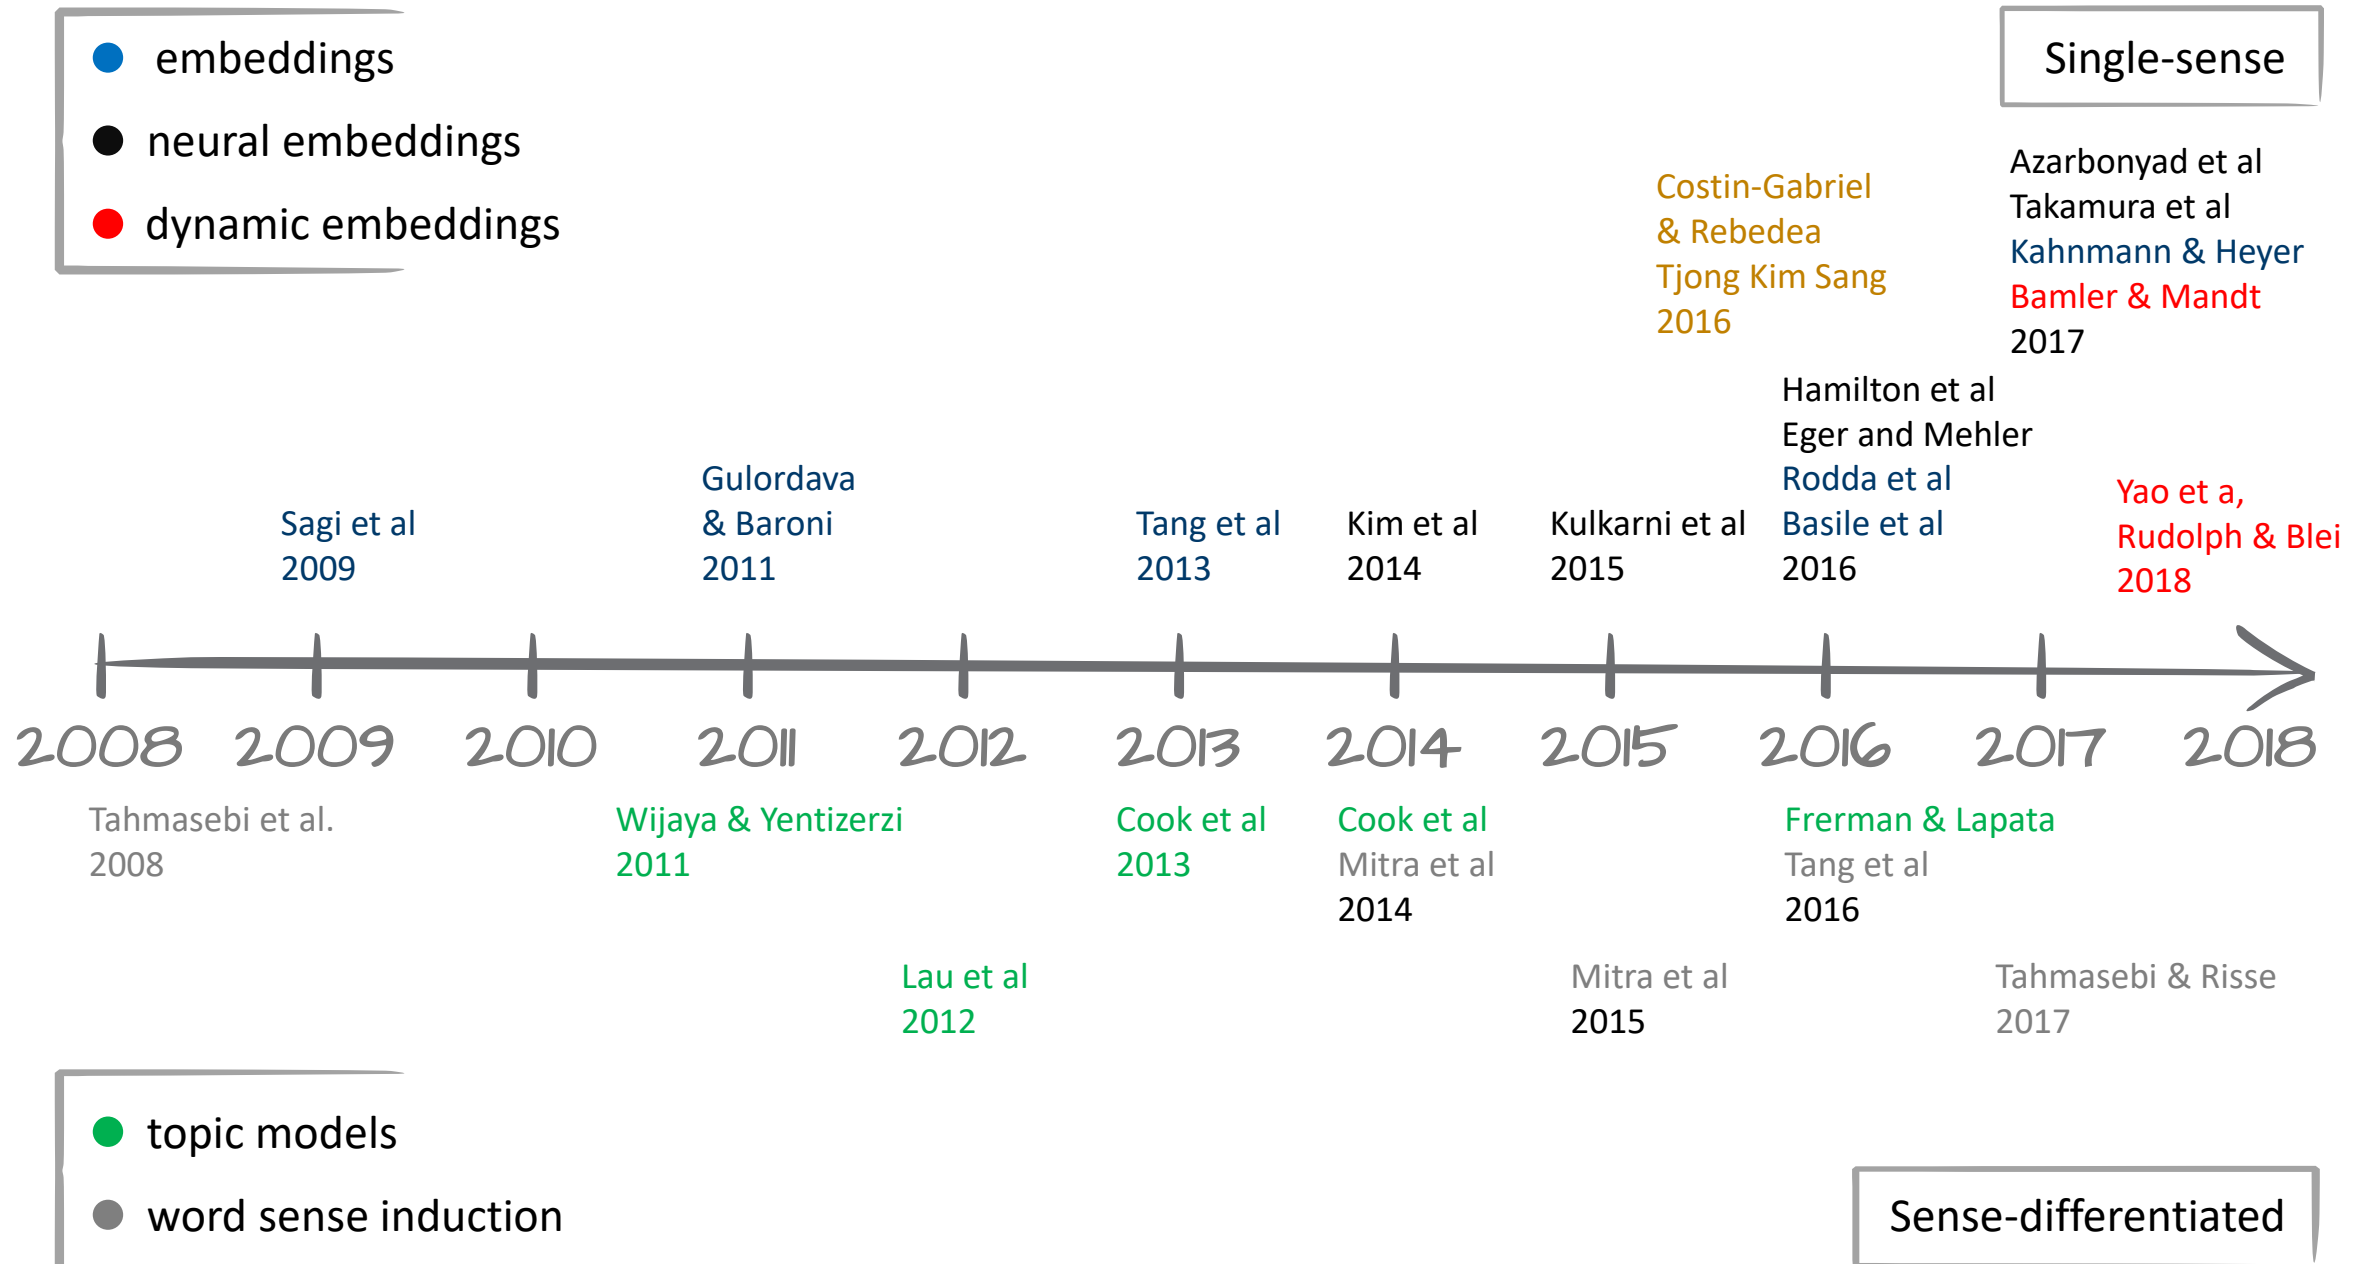 embeddings
neural embeddings
dynamic embeddings
Single-sense
Azarbonyad et al
Takamura et al
Kahnmann & Heyer
Bamler & Mandt
2017
Costin-Gabriel
& Rebedea
Tjong Kim Sang
2016
Hamilton et al
Eger and Mehler
Rodda et al
Basile et al
2016
Sagi et al
2009
Gulordava
& Baroni
2011
Tang et al
2013
Kim et al
2014
Kulkarni et al
2015
Yao et a,
Rudolph & Blei
2018
2008 2009 2010 2011 2012 2013 2014 2015 2016 2017 2018
Tahmasebi et al.
2008
Wijaya & Yentizerzi
2011
Cook et al
2013
Cook et al
Mitra et al
2014
Frerman & Lapata
Tang et al
2016
Lau et al
2012
Mitra et al
2015
Tahmasebi & Risse
2017
topic models
word sense induction
Sense-differentiated